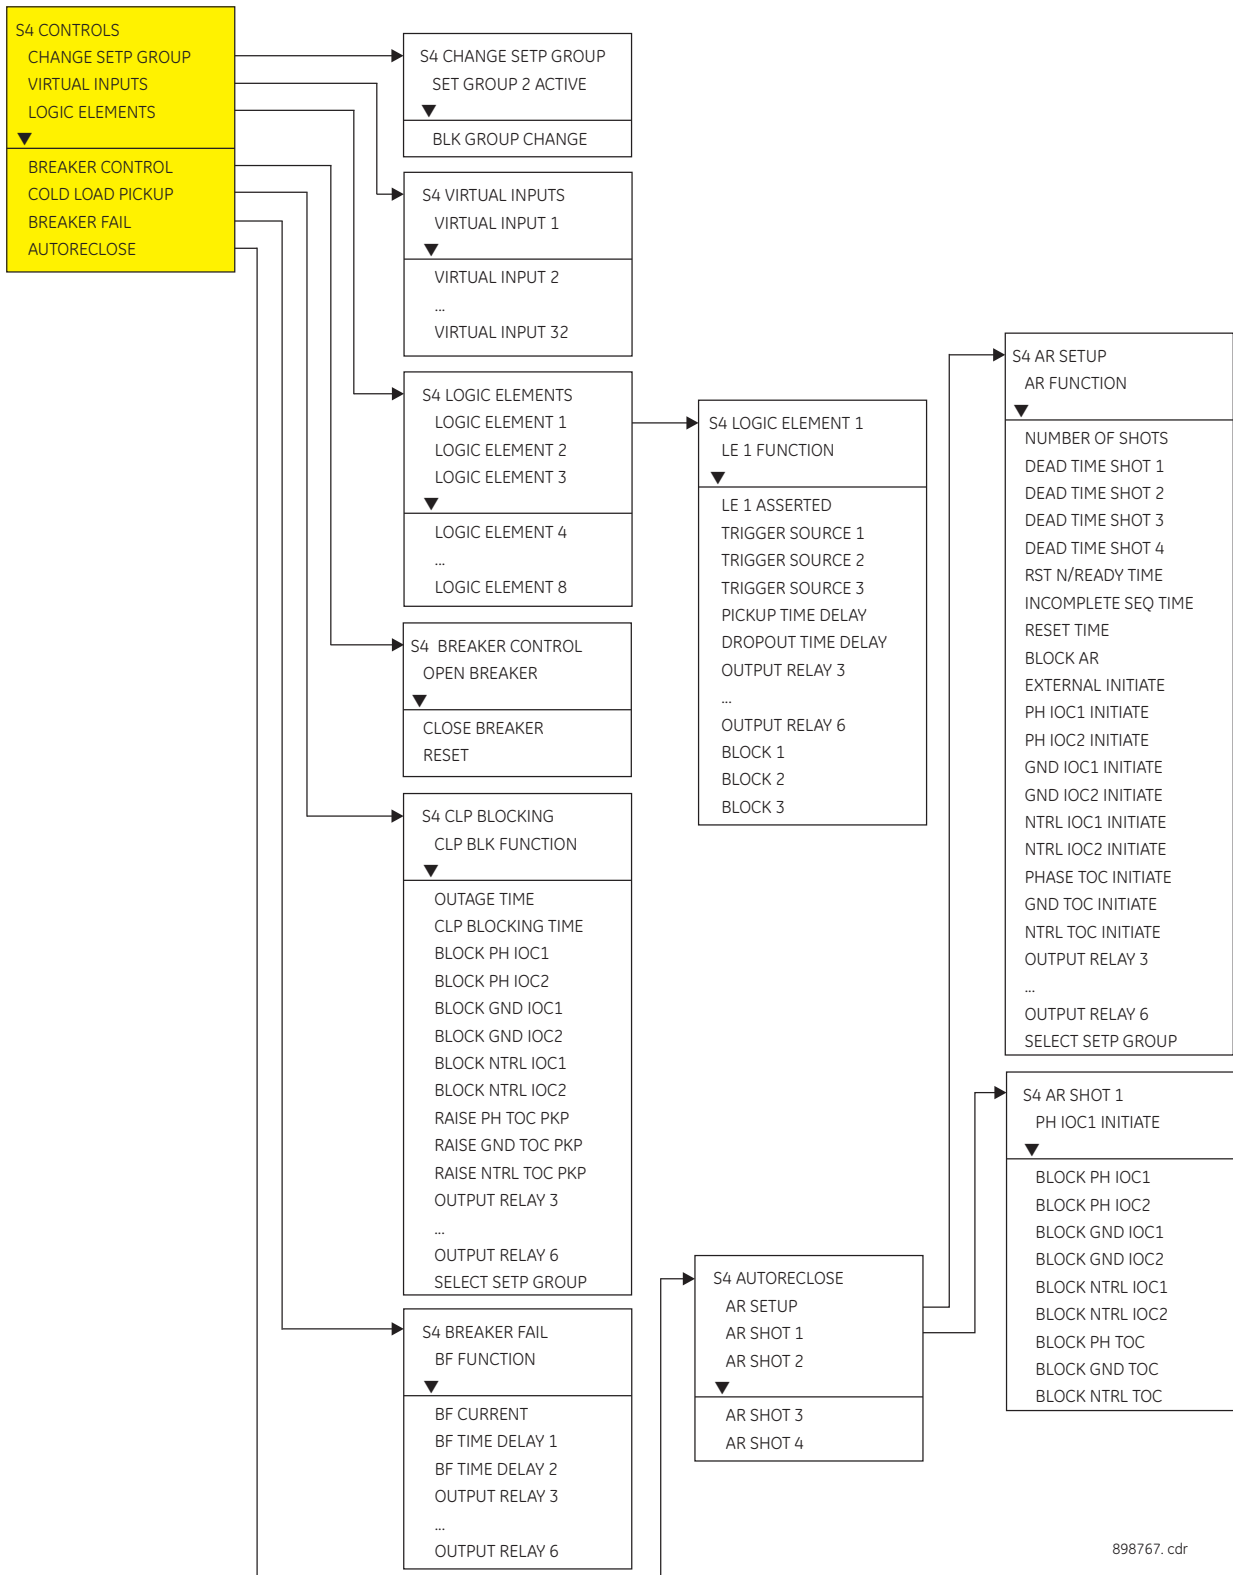 S4 CONTROLS
CHANGE SETP GROUP
VIRTUAL INPUTS
LOGIC ELEMENTS
BREAKER CONTROL
COLD LOAD PICKUP
BREAKER FAIL
AUTORECLOSE
S4 CHANGE SETP GROUP
SET GROUP 2 ACTIVE
BLK GROUP CHANGE
S4 VIRTUAL INPUTS
VIRTUAL INPUT 1
VIRTUAL INPUT 2
...
VIRTUAL INPUT 32
S4 LOGIC ELEMENTS
LOGIC ELEMENT 1
LOGIC ELEMENT 2
LOGIC ELEMENT 3
LOGIC ELEMENT 4
...
LOGIC ELEMENT 8
S4 BREAKER CONTROL
OPEN BREAKER
CLOSE BREAKER
RESET
S4 CLP BLOCKING
CLP BLK FUNCTION
OUTAGE TIME
CLP BLOCKING TIME
BLOCK PH IOC1
BLOCK PH IOC2
BLOCK GND IOC1
BLOCK GND IOC2
BLOCK NTRL IOC1
BLOCK NTRL IOC2
RAISE PH TOC PKP
RAISE GND TOC PKP
RAISE NTRL TOC PKP
OUTPUT RELAY 3
...
OUTPUT RELAY 6
SELECT SETP GROUP
S4 BREAKER FAIL
BF FUNCTION
BF CURRENT
BF TIME DELAY 1
BF TIME DELAY 2
OUTPUT RELAY 3
...
OUTPUT RELAY 6
S4 LOGIC ELEMENT 1
LE 1 FUNCTION
LE 1 ASSERTED
TRIGGER SOURCE 1
TRIGGER SOURCE 2
TRIGGER SOURCE 3
PICKUP TIME DELAY
DROPOUT TIME DELAY
OUTPUT RELAY 3
...
OUTPUT RELAY 6
BLOCK 1
BLOCK 2
BLOCK 3
S4 AUTORECLOSE
AR SETUP
AR SHOT 1
AR SHOT 2
AR SHOT 3
AR SHOT 4
S4 AR SETUP
AR FUNCTION
NUMBER OF SHOTS
DEAD TIME SHOT 1
DEAD TIME SHOT 2
DEAD TIME SHOT 3
DEAD TIME SHOT 4
RST N/READY TIME
INCOMPLETE SEQ TIME
RESET TIME
BLOCK AR
EXTERNAL INITIATE
PH IOC1 INITIATE
PH IOC2 INITIATE
GND IOC1 INITIATE
GND IOC2 INITIATE
NTRL IOC1 INITIATE
NTRL IOC2 INITIATE
PHASE TOC INITIATE
GND TOC INITIATE
NTRL TOC INITIATE
OUTPUT RELAY 3
...
OUTPUT RELAY 6
SELECT SETP GROUP
S4 AR SHOT 1
PH IOC1 INITIATE
BLOCK PH IOC1
BLOCK PH IOC2
BLOCK GND IOC1
BLOCK GND IOC2
BLOCK NTRL IOC1
BLOCK NTRL IOC2
BLOCK PH TOC
BLOCK GND TOC
BLOCK NTRL TOC
898767. cdr